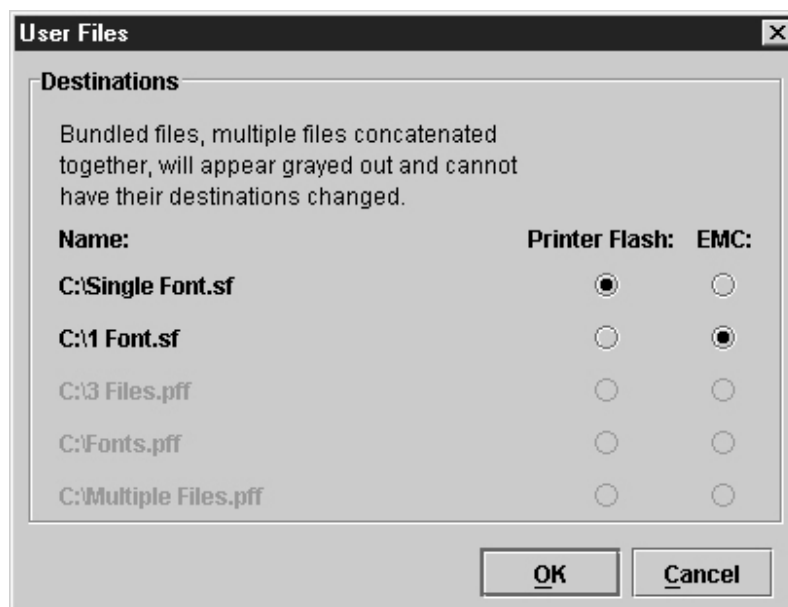 User Files
Destinations
Bundled files, multiple files concatenated
together, will appear grayed out and cannot
have their destinations changed.
Name: Printer Flash: EMC:
C:\Single Font.sf
C:\1 Font.sf
C:\3 Files.pff
C:\Fonts.pff
C:\Multiple Files.pff
OK Cancel